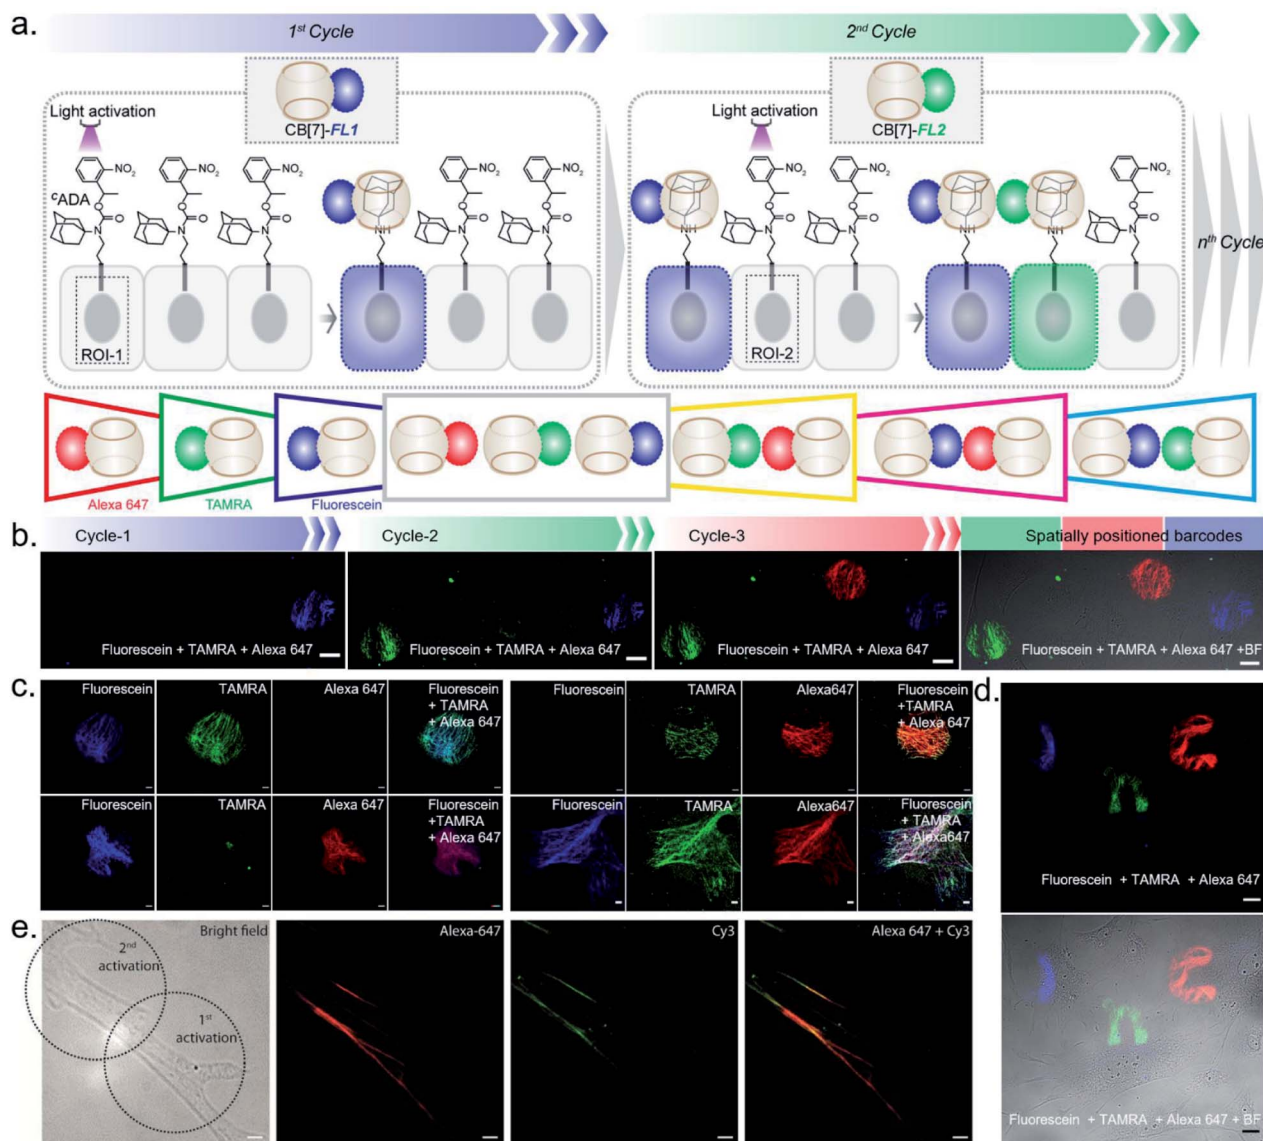 a.
1st Cycle
2nd Cycle
Light activation
CB[7]-FL1
Light activation
CB[7]-FL2
NO2
NO2
NO2
NO2
NO2
NO2
NO2
NO2
cADA
O
O
N
O
O
N
O
O
N
NH
O
O
N
O
O
N
NH
O
O
N
O
O
N
NH
NH
O
O
N
nth Cycle
ROI-1
ROI-2
Alexa 647
TAMRA
Fluorescein
b.
Cycle-1
Cycle-2
Cycle-3
Spatially positioned barcodes
Fluorescein + TAMRA + Alexa 647
Fluorescein + TAMRA + Alexa 647
Fluorescein + TAMRA + Alexa 647
Fluorescein + TAMRA + Alexa 647 +BF
c.
Fluorescein
TAMRA
Alexa 647
Fluorescein
+ TAMRA
+ Alexa 647
Fluorescein
TAMRA
Alexa647
Fluorescein
+TAMRA
+ Alexa 647
Fluorescein
TAMRA
Alexa 647
Fluorescein
+TAMRA
+ Alexa 647
Fluorescein
TAMRA
Alexa647
Fluorescein
+ TAMRA
+ Alexa647
d.
Fluorescein + TAMRA + Alexa 647
Fluorescein + TAMRA + Alexa 647 + BF
e.
Bright field
2nd
activation
1st
activation
Alexa-647
Cy3
Alexa 647 + Cy3